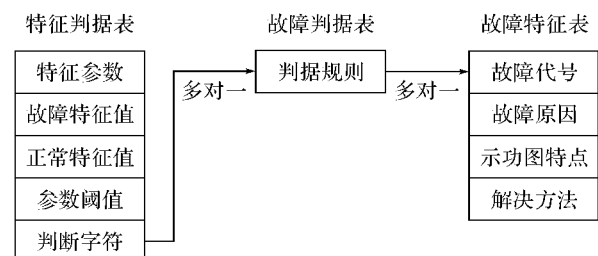 特征判据表
故障判据表
故障特征表
特征参数
故障特征值
正常特征值
参数阈值
判断字符
多对一
判据规则
多对一
故障代号
故障原因
示功图特点
解决方法